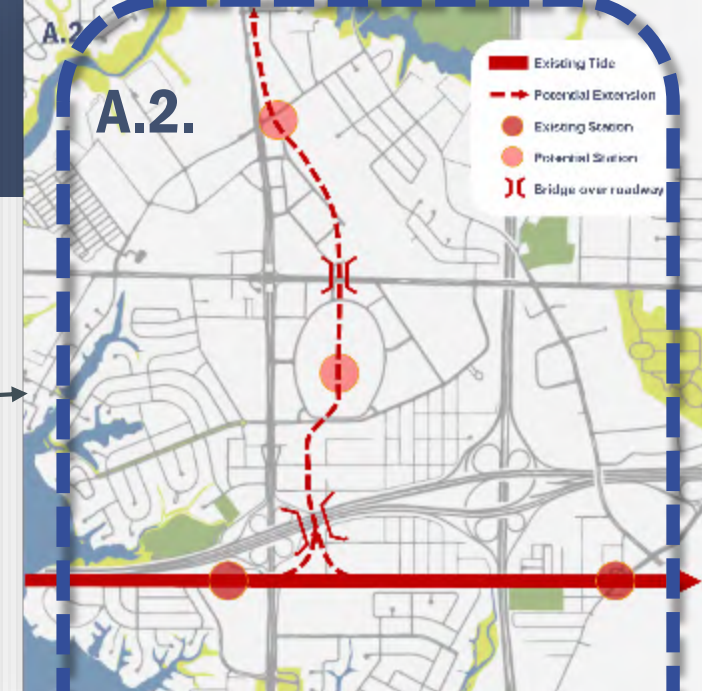 A.2
A.2.
Existing Tide
Potential Extension
Existing Station
Potential Station
Bridge over roadway